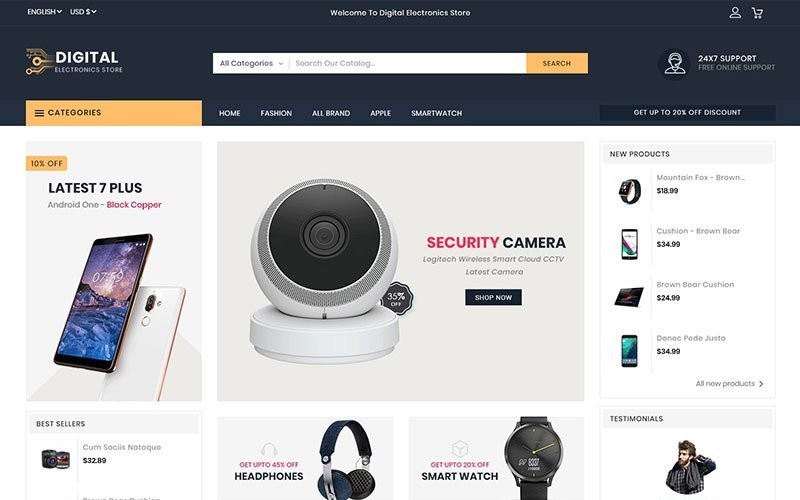 ENGLISH USD $
Welcome To Digital Electronics Store
DIGITAL
ELECTRONICS STORE
All Categories
Search Our Catalog...
SEARCH
24X7 SUPPORT
FREE ONLINE SUPPORT
CATEGORIES
HOME FASHION ALL BRAND APPLE SMARTWATCH
GET UP TO 20% OFF DISCOUNT
10% OFF
LATEST 7 PLUS
Android One - Black Copper
SECURITY CAMERA
Logitech Wireless Smart Cloud CCTV
Latest Camera
SHOP NOW
35%
OFF
NEW PRODUCTS
Mountain Fox - Brown...
$18.99
Cushion - Brown Bear
$34.99
Brown Bear Cushion
$24.99
Donec Pede Justo
$34.99
All new products
BEST SELLERS
Cum Sociis Natoque
$32.89
Brown Bear Cushion
GET UPTO 45% OFF
HEADPHONES
GET UPTO 20% OFF
SMART WATCH
TESTIMONIALS